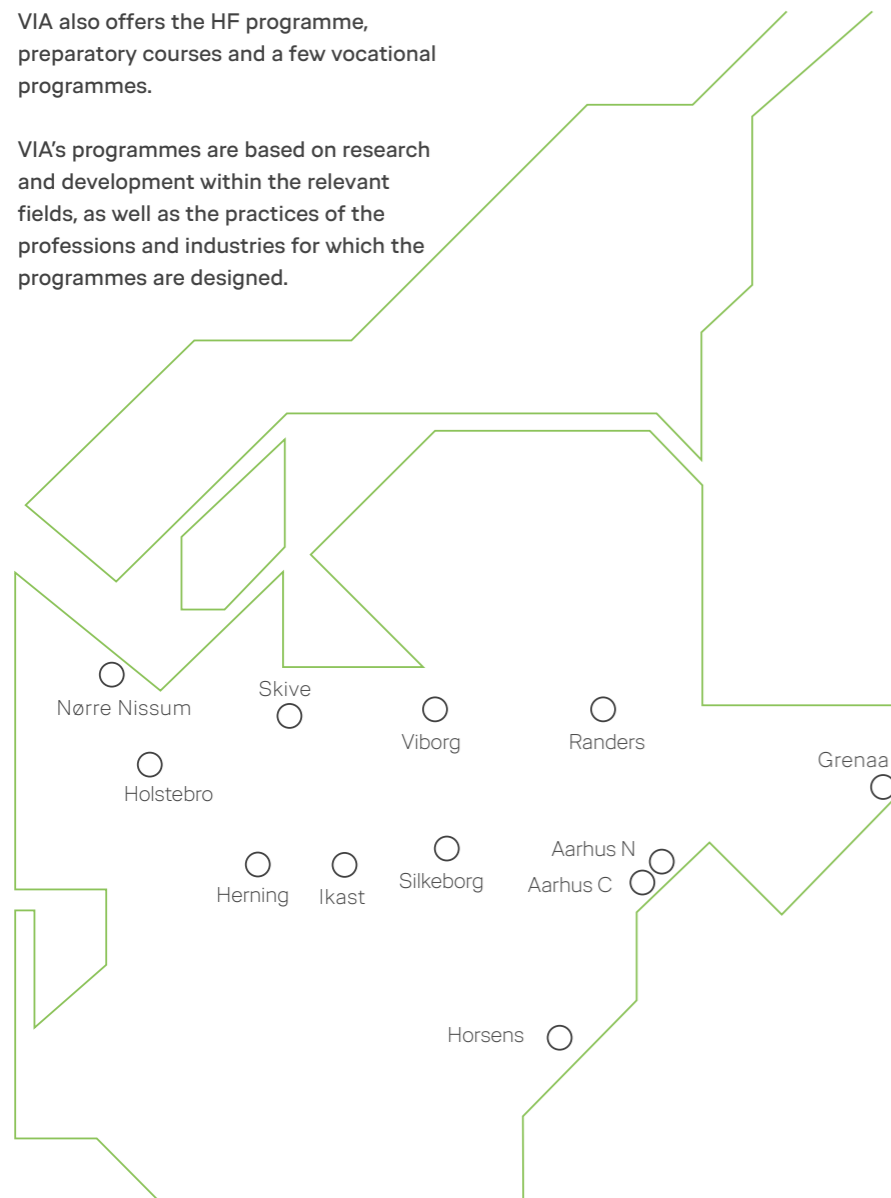 VIA also offers the HF programme,
preparatory courses and a few vocational
programmes.
VIA’s programmes are based on research
and development within the relevant
fields, as well as the practices of the
professions and industries for which the
programmes are designed.
Skive
Nørre Nissum
Viborg
Randers
Grenaa
Holstebro
Aarhus N
Silkeborg
Aarhus C
Herning
Ikast
Horsens